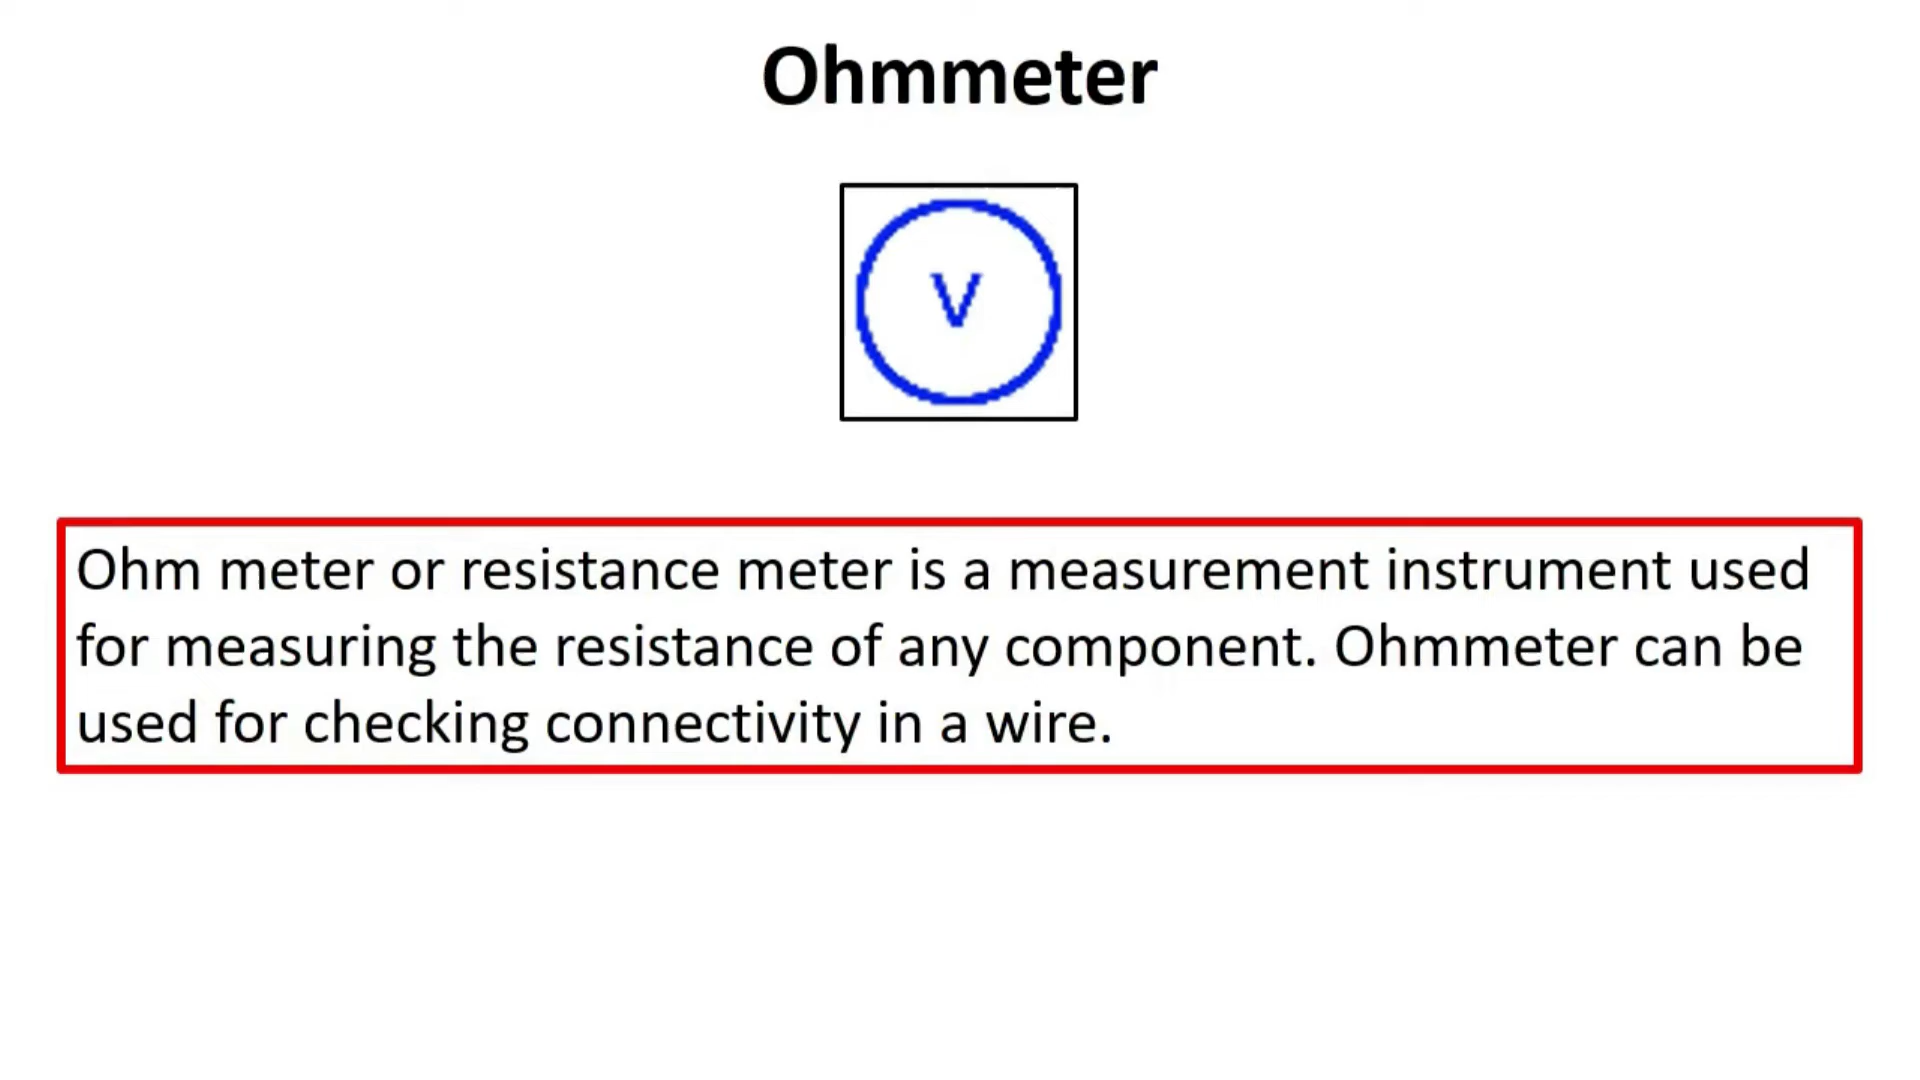 Ohmmeter
V
Ohm meter or resistance meter is a measurement instrument used
for measuring the resistance of any component. Ohmmeter can be
used for checking connectivity in a wire.